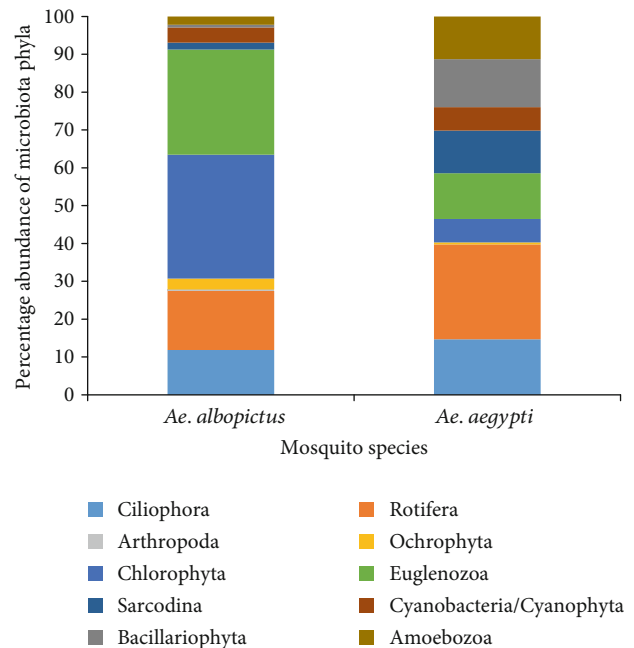 Percentage abundance of microbiota phyla
100
90
80
70
60
50
40
30
20
10
0
Ae. albopictus
Ae. aegypti
Mosquito species
Ciliophora
Rotifera
Arthropoda
Ochrophyta
Chlorophyta
Euglenozoa
Sarcodina
Cyanobacteria/Cyanophyta
Bacillariophyta
Amoebozoa